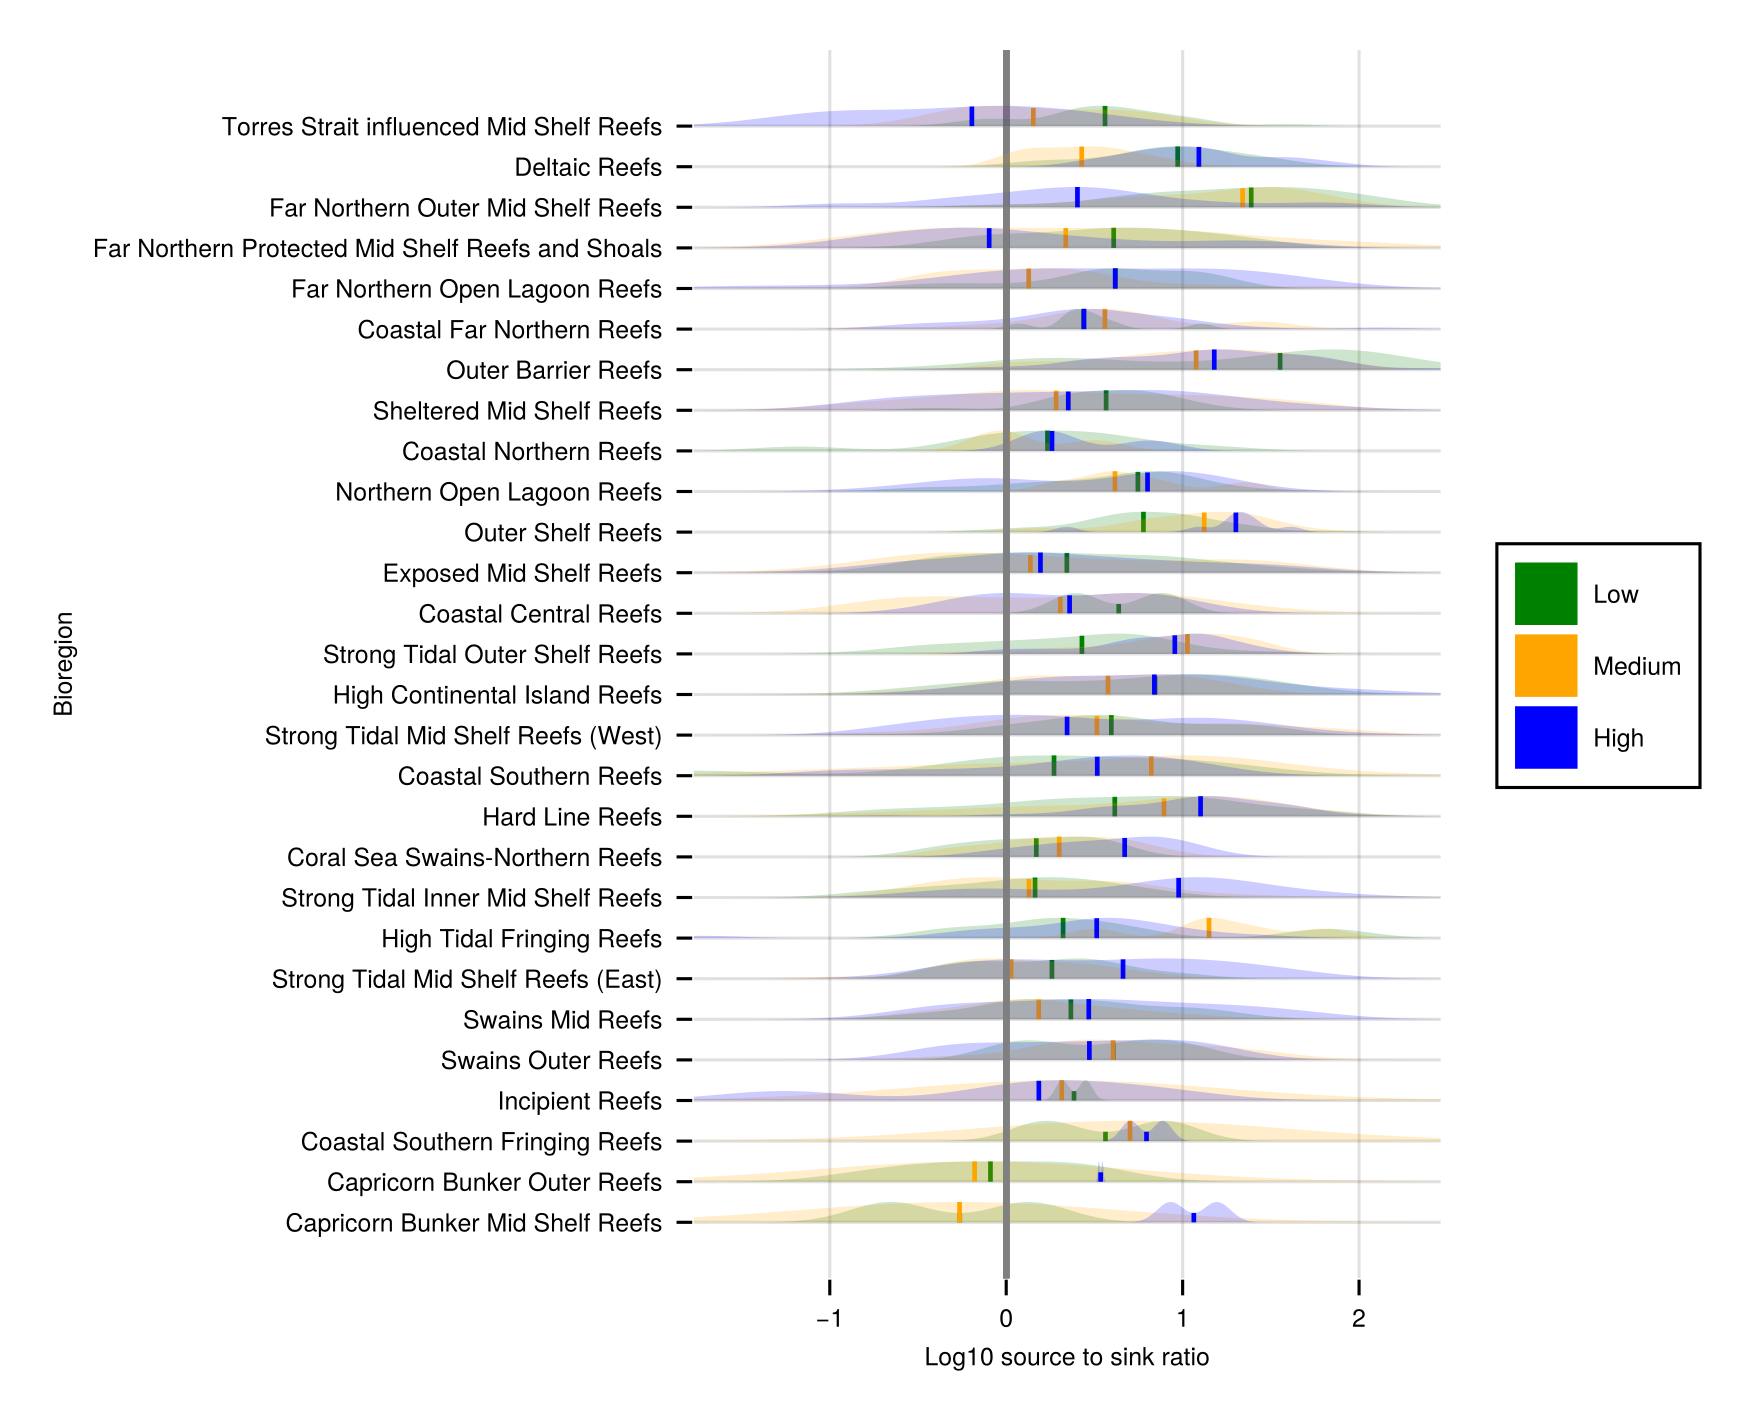 Torres Strait influenced Mid Shelf Reefs
Deltaic Reefs
Far Northern Outer Mid Shelf Reefs
Far Northern Protected Mid Shelf Reefs and Shoals
Far Northern Open Lagoon Reefs
Coastal Far Northern Reefs
Outer Barrier Reefs
Sheltered Mid Shelf Reefs
Coastal Northern Reefs
Northern Open Lagoon Reefs
Outer Shelf Reefs
Exposed Mid Shelf Reefs
Coastal Central Reefs
Strong Tidal Outer Shelf Reefs
High Continental Island Reefs
Strong Tidal Mid Shelf Reefs (West)
Coastal Southern Reefs
Hard Line Reefs
Coral Sea Swains-Northern Reefs
Strong Tidal Inner Mid Shelf Reefs
High Tidal Fringing Reefs
Strong Tidal Mid Shelf Reefs (East)
Swains Mid Reefs
Swains Outer Reefs
Incipient Reefs
Coastal Southern Fringing Reefs
Capricorn Bunker Outer Reefs
Capricorn Bunker Mid Shelf Reefs
Bioregion
−1 0 1 2
Log10 source to sink ratio
Low
Medium
High